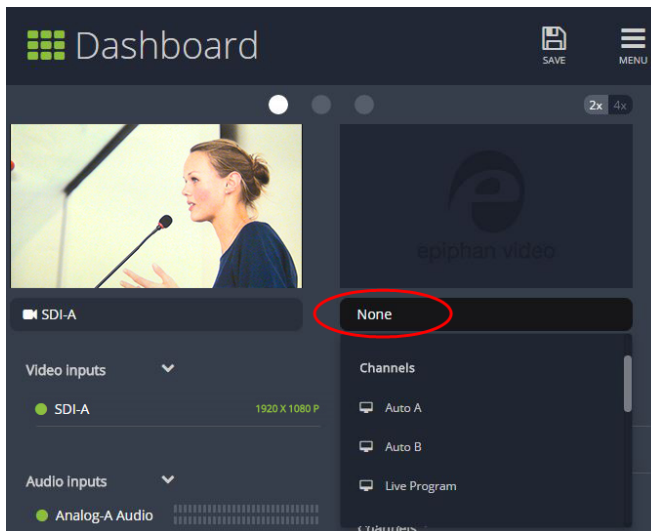 Dashboard
SAVE
MENU
2x 4x
epiphan video
SDI-A
None
Video inputs
SDI-A 1920 X 1080 P
Audio inputs
Analog-A Audio
Channels
Auto A
Auto B
Live Program
Channels